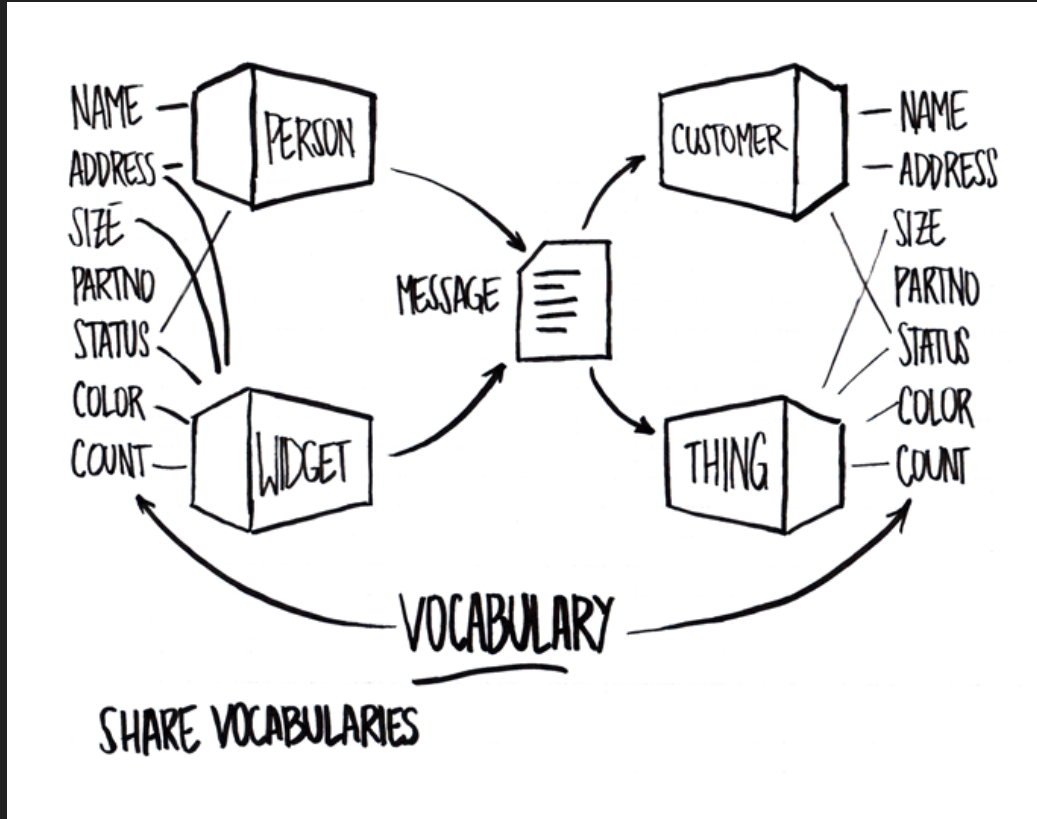 NAME
ADDRESS
SIZE
PARTNO
STATUS
COLOR
COUNT
PERSON
WIDGET
MESSAGE
CUSTOMER
THING
NAME
ADDRESS
SIZE
PARTNO
STATUS
COLOR
COUNT
VOCABULARY
SHARE VOCABULARIES